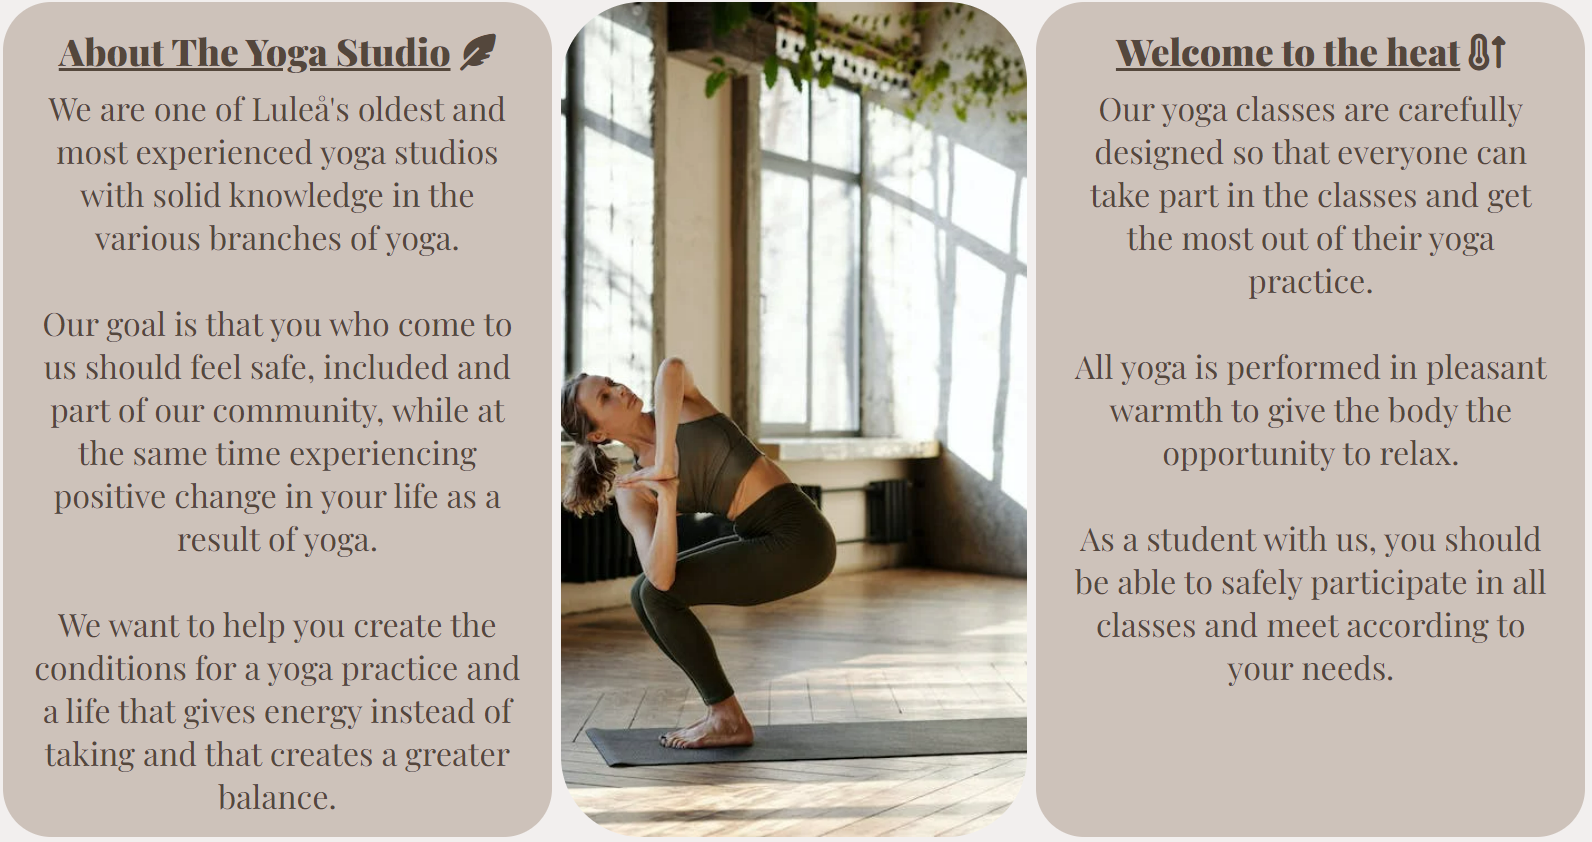 About The Yoga Studio
We are one of Luleå's oldest and
most experienced yoga studios
with solid knowledge in the
various branches of yoga.
Our goal is that you who come to
us should feel safe, included and
part of our community, while at
the same time experiencing
positive change in your life as a
result of yoga.
We want to help you create the
conditions for a yoga practice and
a life that gives energy instead of
taking and that creates a greater
balance.
Welcome to the heat
Our yoga classes are carefully
designed so that everyone can
take part in the classes and get
the most out of their yoga
practice.
All yoga is performed in pleasant
warmth to give the body the
opportunity to relax.
As a student with us, you should
be able to safely participate in all
classes and meet according to
your needs.